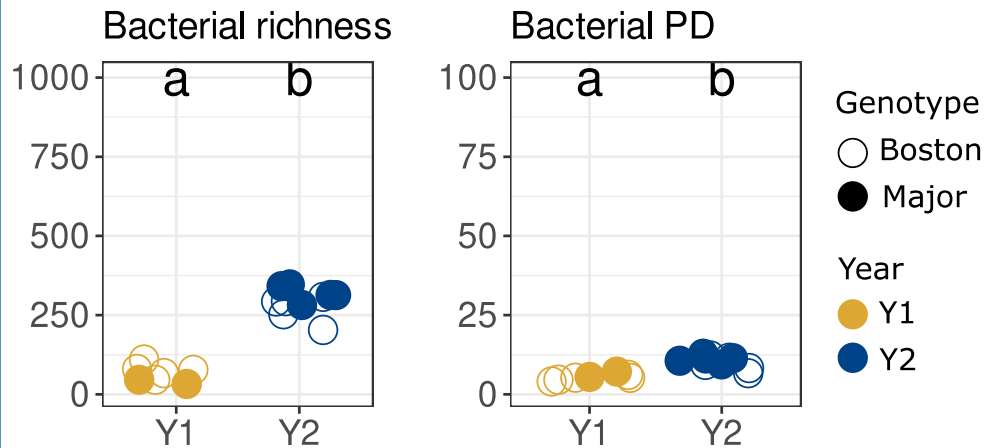 Bacterial richness
1000
750
500
250
0
a
b
Y1
Y2
Bacterial PD
100
75
50
25
0
a
b
Y1
Y2
Genotype
Boston
Major
Year
Y1
Y2